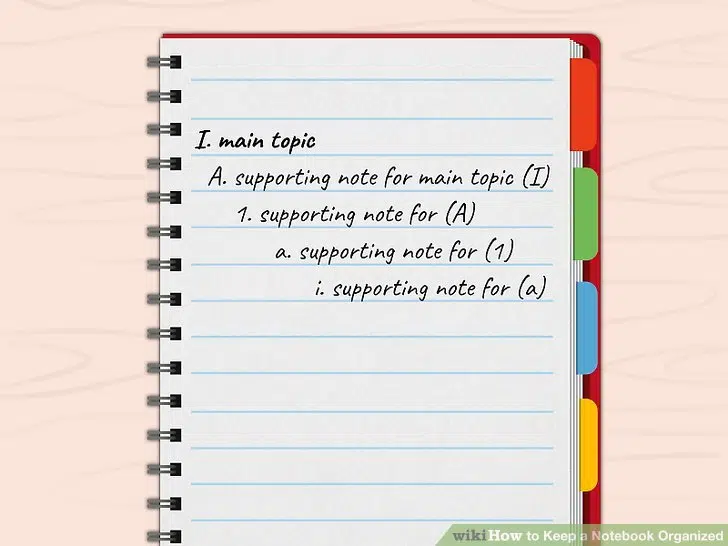 I. main topic
A. supporting note for main topic (I)
1. supporting note for (A)
a. supporting note for (1)
i. supporting note for (a)
wikiHow to Keep a Notebook Organized